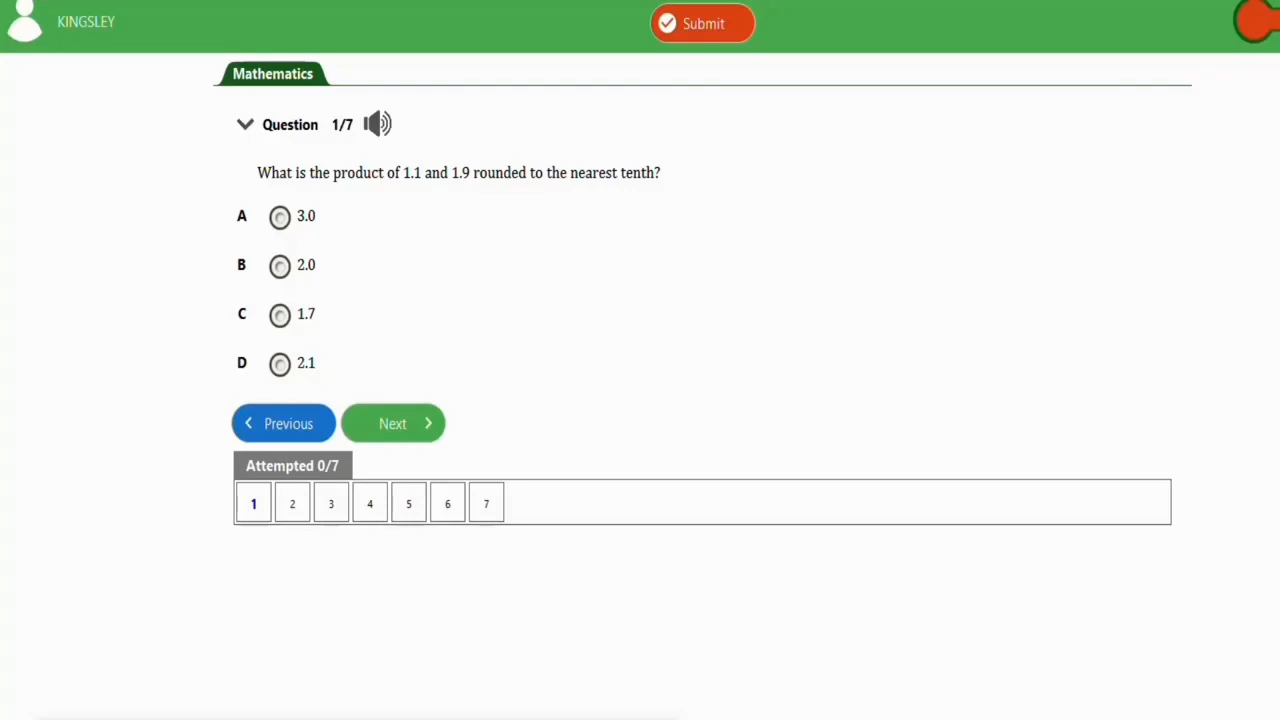 KINGSLEY
Submit
Mathematics
Question 1/7
What is the product of 1.1 and 1.9 rounded to the nearest tenth?
A 3.0
B 2.0
C 1.7
D 2.1
Previous Next
Attempted 0/7
1 2 3 4 5 6 7